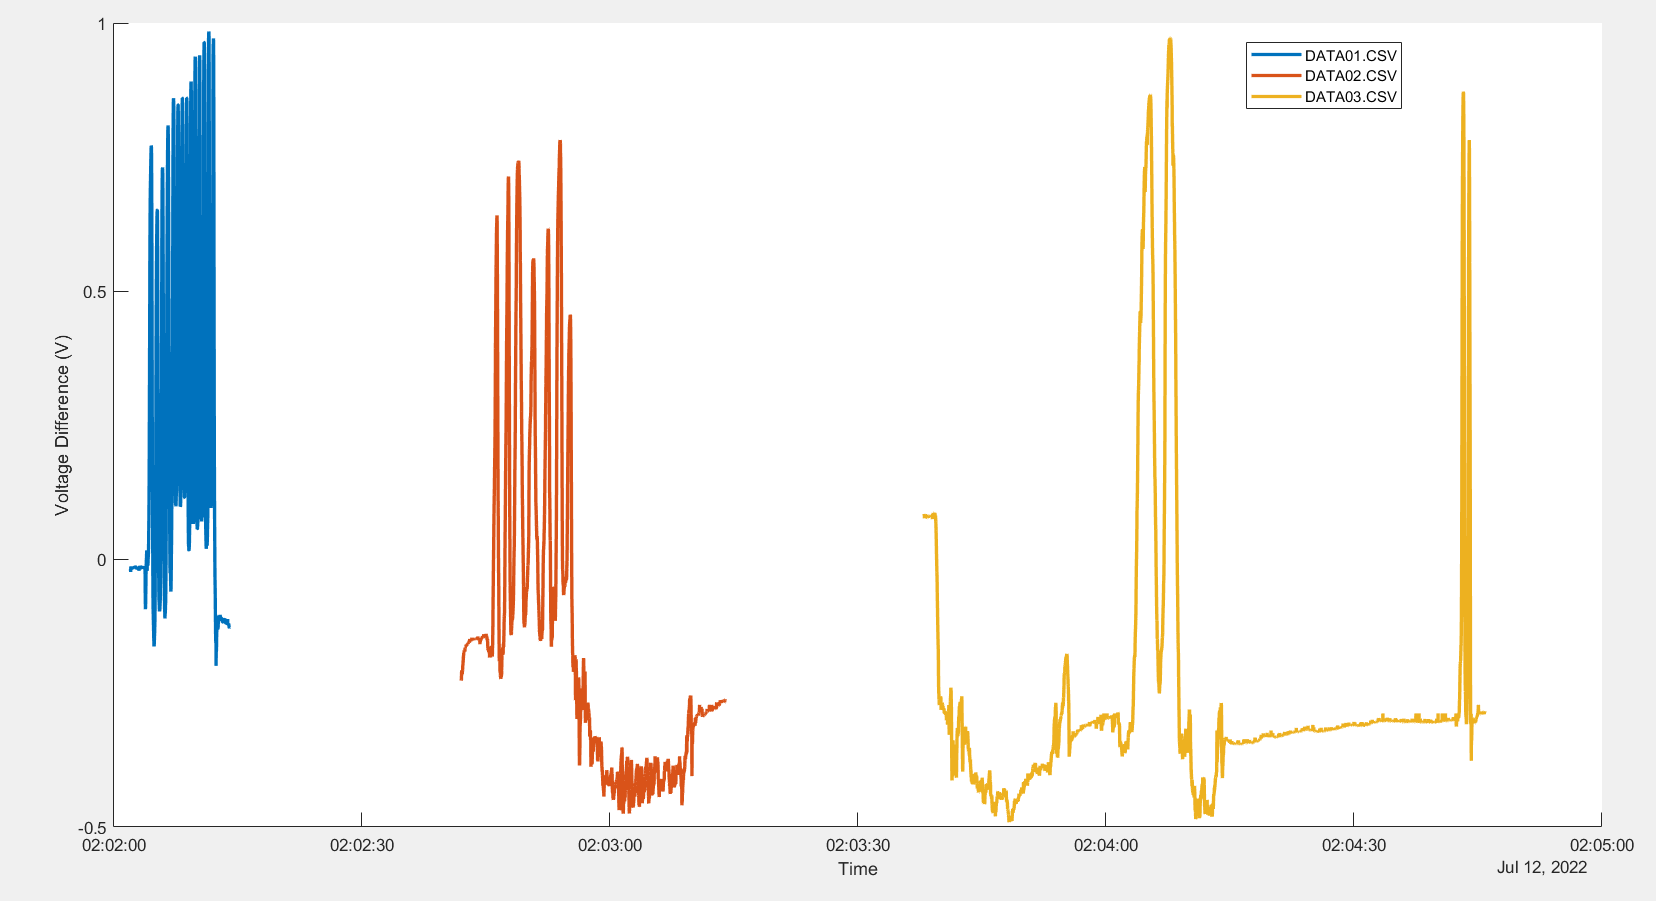 1
0.5
0
-0.5
Voltage Difference (V)
DATA01.CSV
DATA02.CSV
DATA03.CSV
02:02:00 02:02:30 02:03:00 02:03:30 02:04:00 02:04:30 02:05:00
Time
Jul 12, 2022